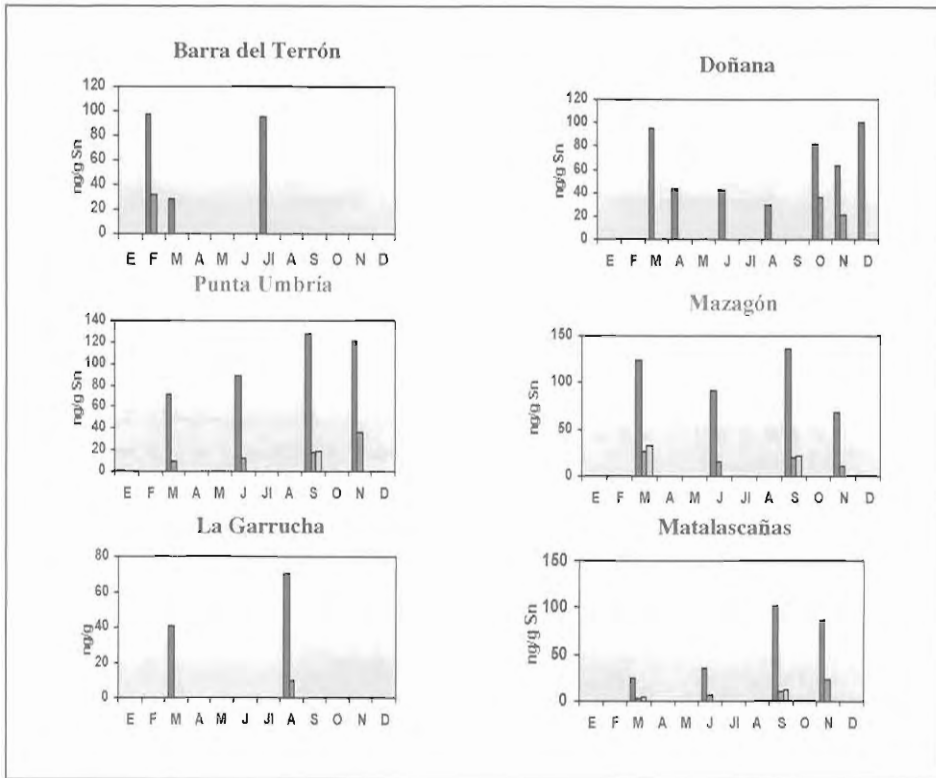 Barra del Terrón
120
100
80
60
40
20
0
ng/g Sn
E F M A M J Jl A S O N D
Doñana
120
100
80
60
40
20
0
ng/g Sn
E F M A M J Jl A S O N D
Punta Umbría
140
120
100
80
60
40
20
0
ng/g Sn
E F M A M J Jl A S O N D
Mazagón
150
100
50
0
ng/g Sn
E F M A M J Jl A S O N D
La Garrucha
80
60
40
20
0
ng/g
E F M A M J Jl A S O N D
Matalascañas
150
100
50
0
ng/g Sn
E F M A M J Jl A S O N D